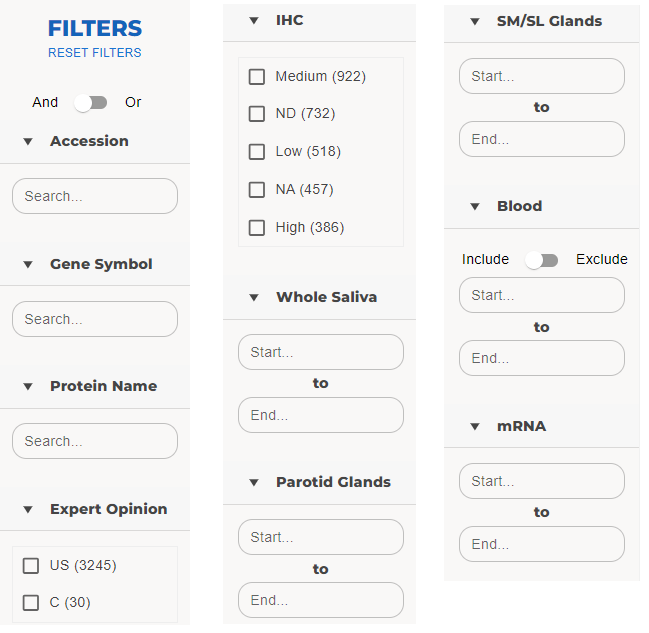 FILTERS
RESET FILTERS
And Or
Accession
Search...
Gene Symbol
Search...
Protein Name
Search...
Expert Opinion
US (3245)
C (30)
IHC
Medium (922)
ND (732)
Low (518)
NA (457)
High (386)
Whole Saliva
Start...
to
End...
Parotid Glands
Start...
to
End...
SM/SL Glands
Start...
to
End...
Blood
Include Exclude
Start...
to
End...
mRNA
Start...
to
End...